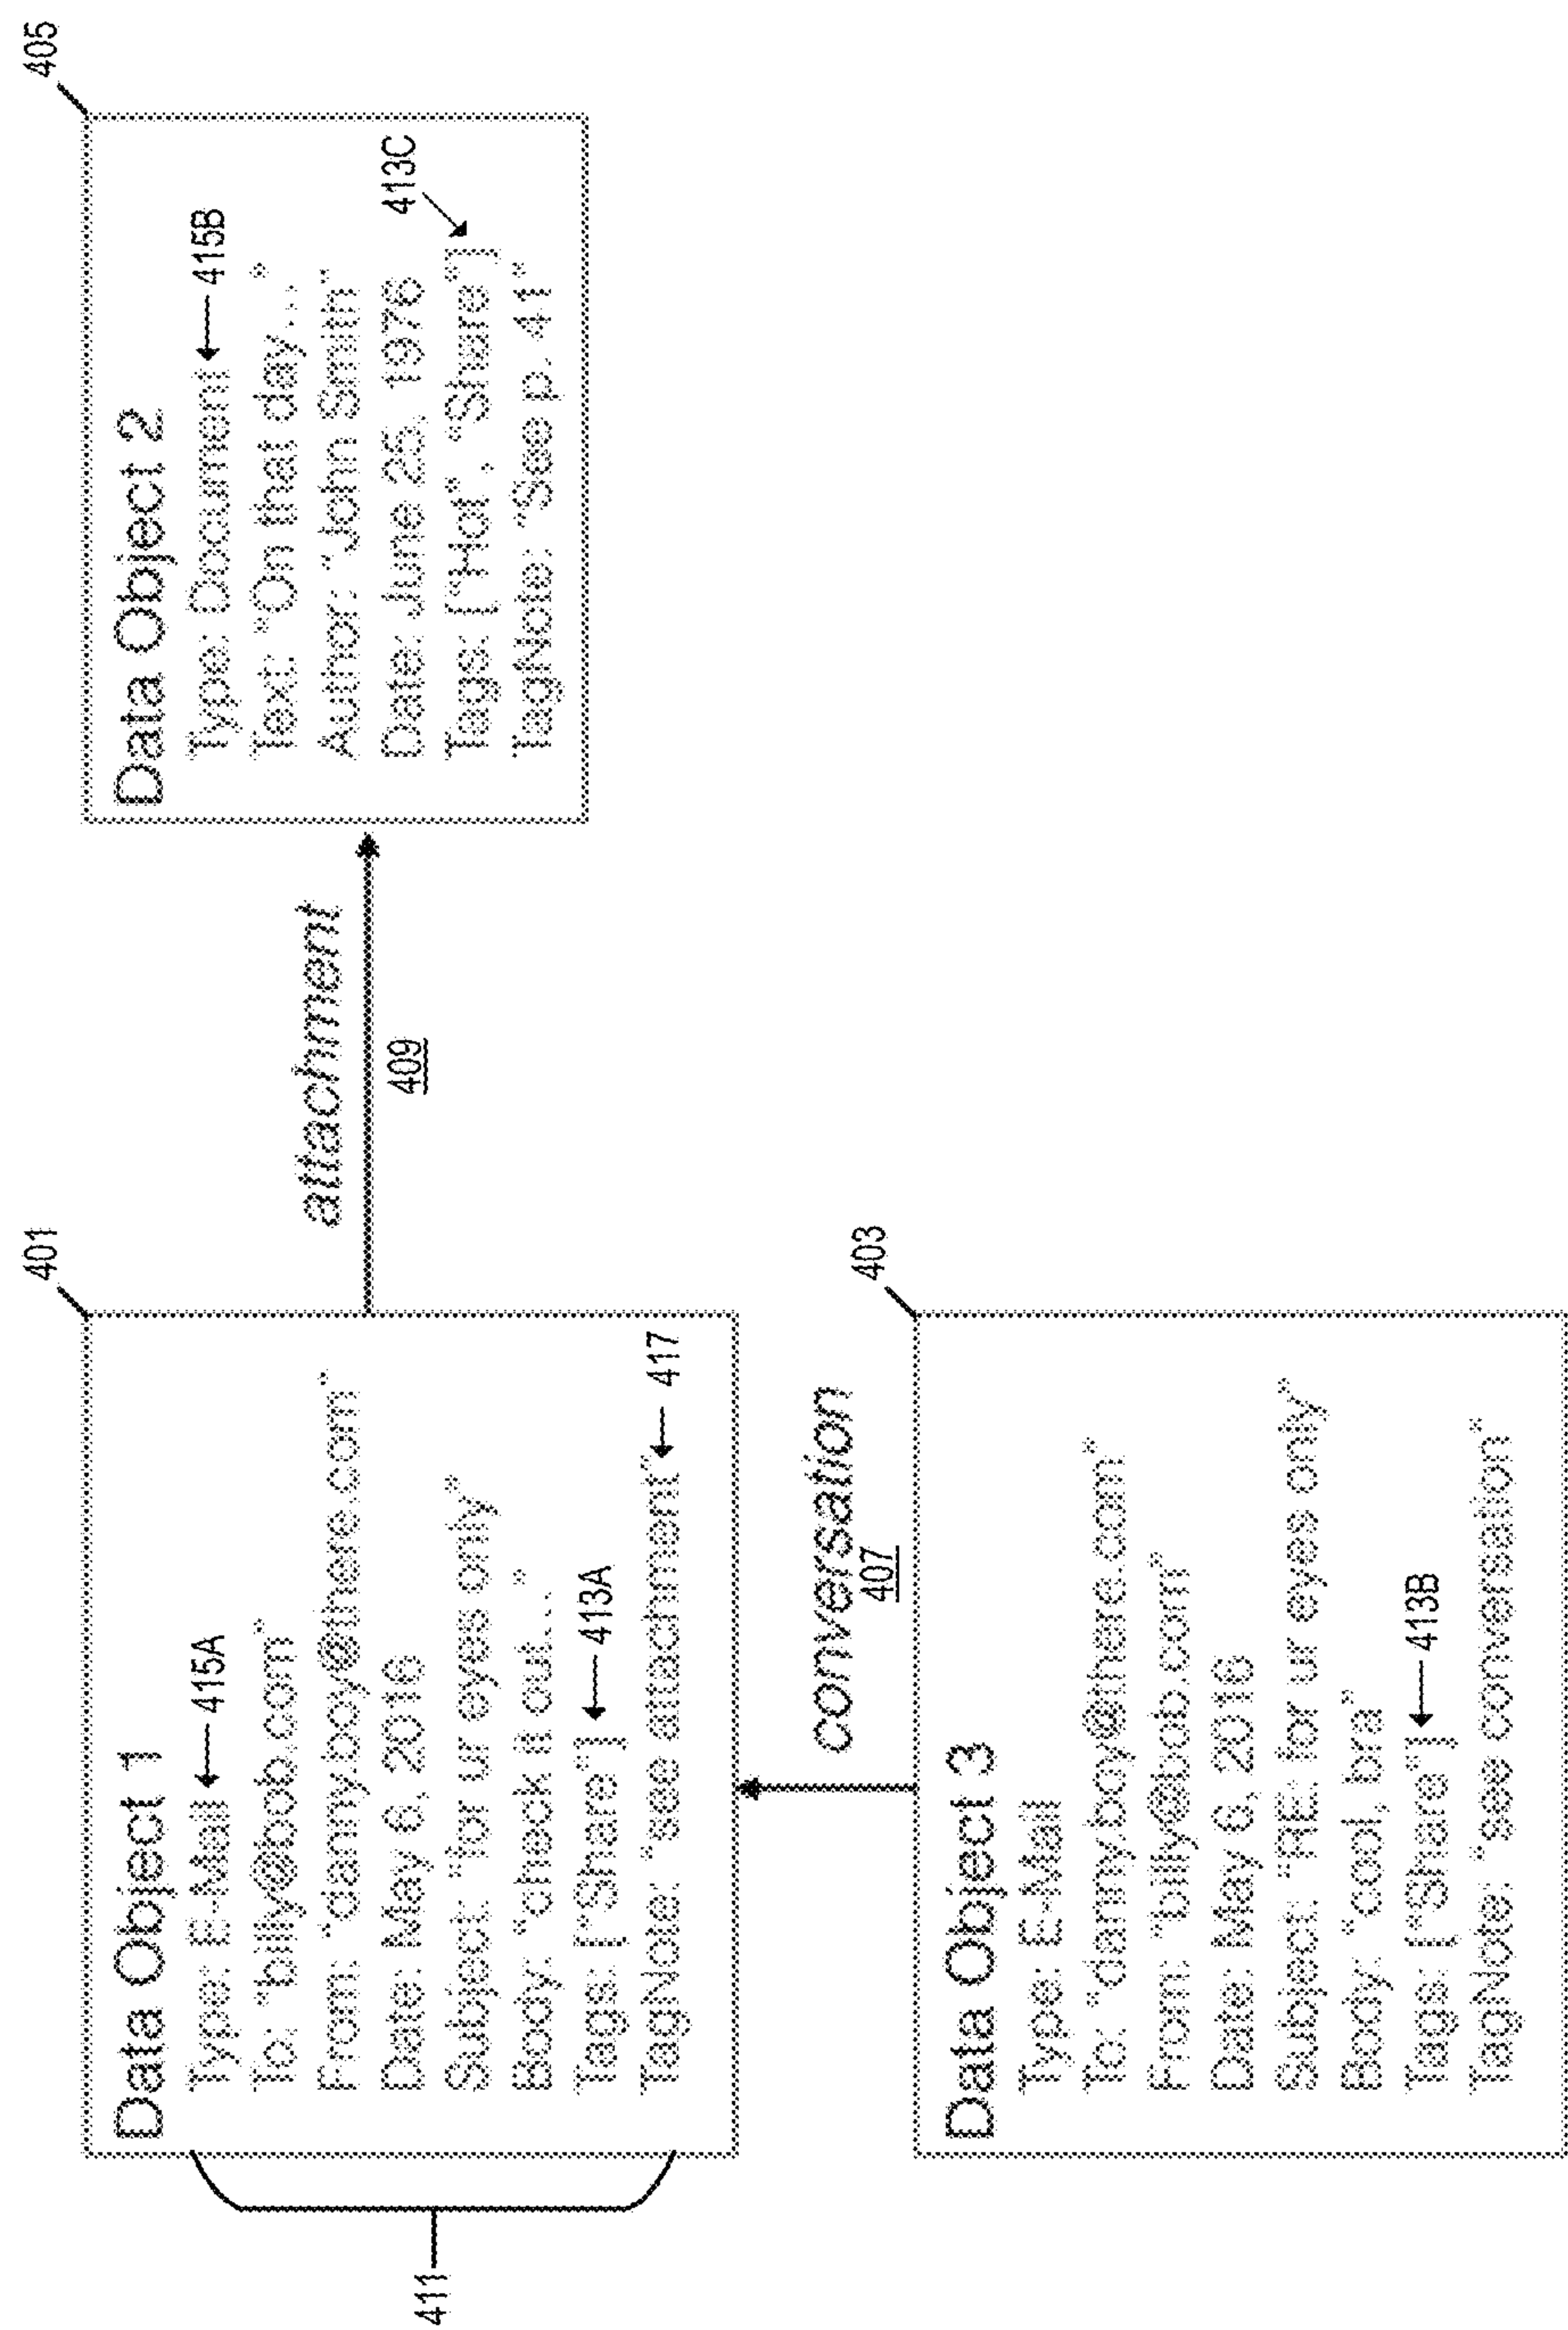 401
Data Object 1
Type: E-Mail
415A
To: "billy@bob.com"
From: "danny.boy@there.com"
Date: May 6, 2016
Subject: "for ur eyes only"
Body: "check it out..."
Tags: ["Share"]
413A
TagNote: "see attachment"
417
411
attachment
409
405
Data Object 2
Type: Document
415B
Text: "On that day..."
Author: "John Smith"
Date: June 25, 1976
413C
Tags: ["Hot", "Share"]
TagNote: "See p. 41"
conversation
407
403
Data Object 3
Type: E-Mail
To: "danny.boy@there.com"
From: "billy@bob.com"
Date: May 6, 2016
Subject: "RE: for ur eyes only"
Body: "cool, bra"
Tags: ["Share"]
413B
TagNote: "see conversation"